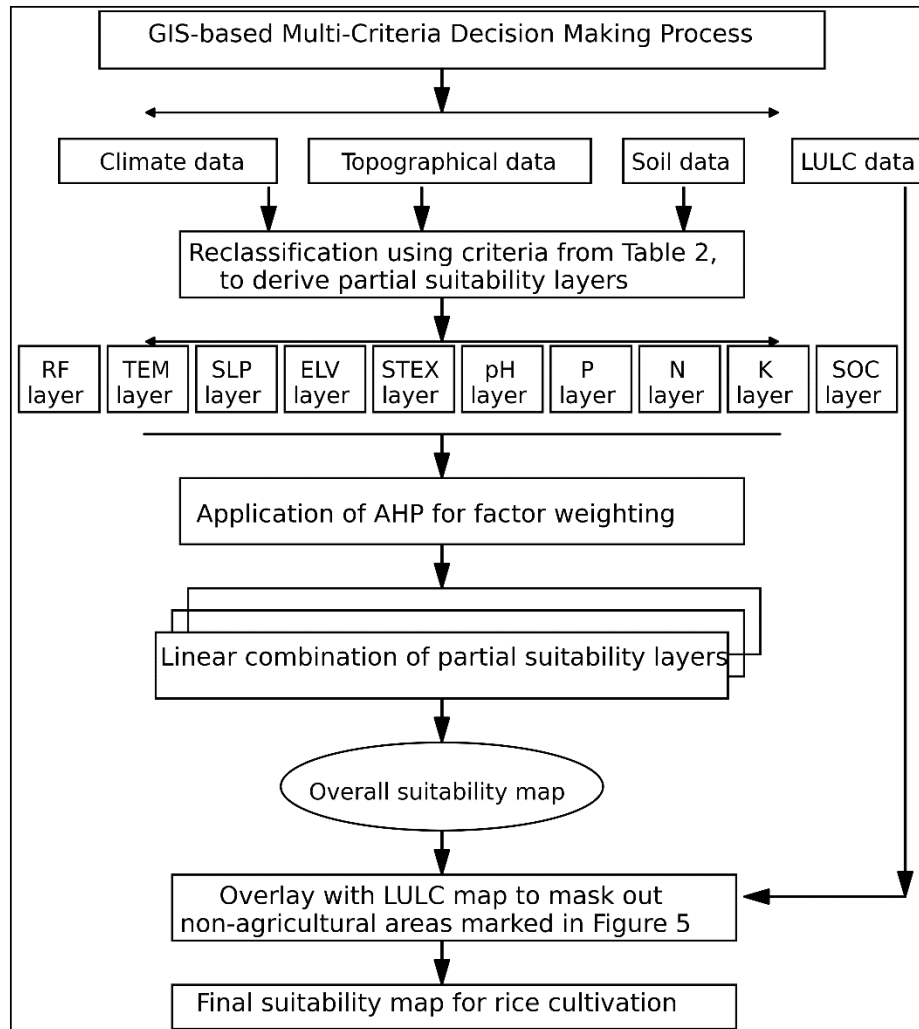 GIS-based Multi-Criteria Decision Making Process
Climate data
Topographical data
Soil data
LULC data
Reclassification using criteria from Table 2,
to derive partial suitability layers
RF
layer
TEM
layer
SLP
layer
ELV
layer
STEX
layer
pH
layer
P
layer
N
layer
K
layer
SOC
layer
Application of AHP for factor weighting
Linear combination of partial suitability layers
Overall suitability map
Overlay with LULC map to mask out
non-agricultural areas marked in Figure 5
Final suitability map for rice cultivation